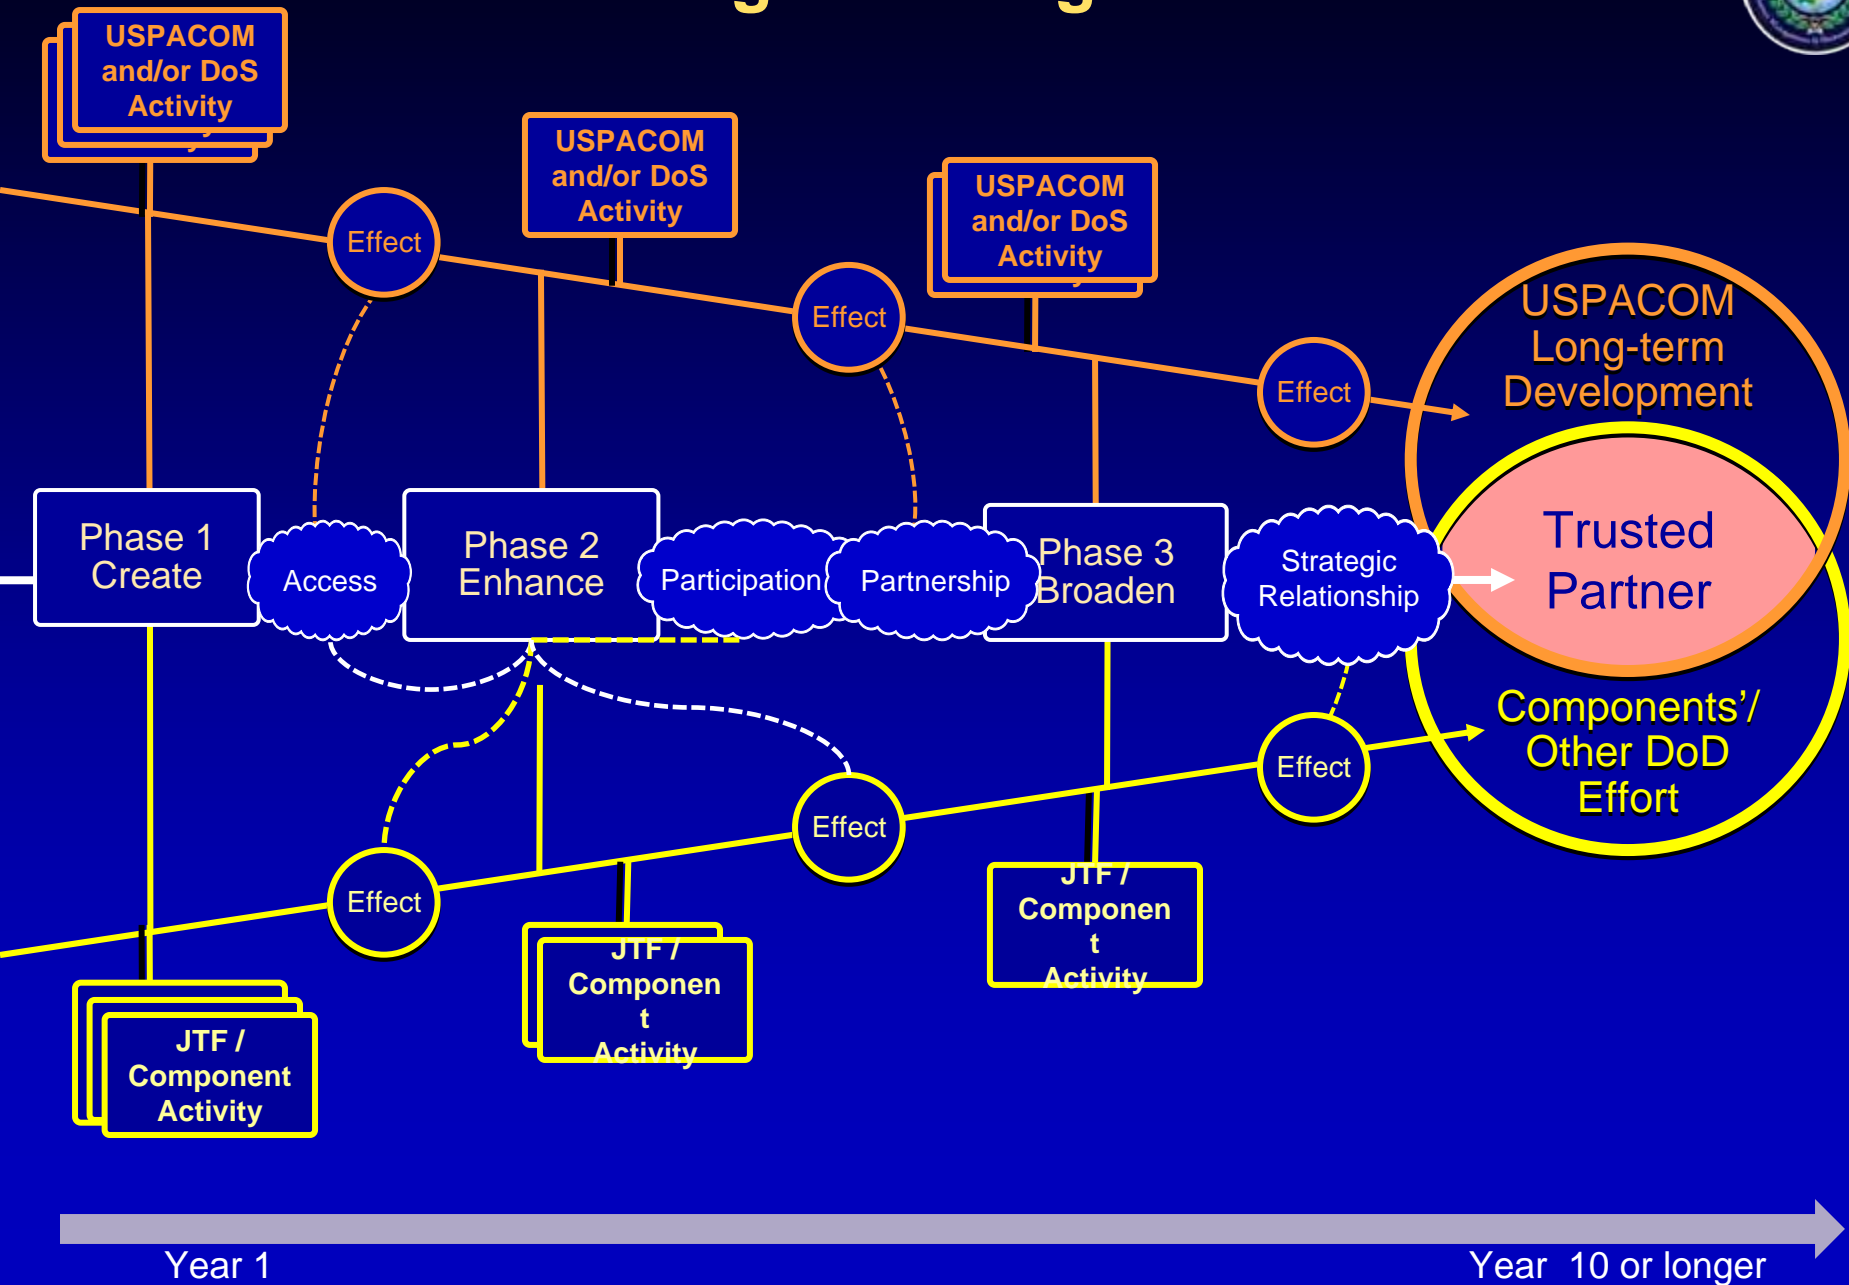 USPACOM
and/or DoS
Activity
USPACOM
and/or DoS
Activity
USPACOM
and/or DoS
Activity
Effect
Effect
Effect
USPACOM
Long-term
Development
Phase 1
Create
Access
Phase 2
Enhance
Participation
Partnership
Phase 3
Broaden
Strategic
Relationship
Trusted
Partner
Components'/
Other DoD
Effort
Effect
Effect
Effect
JTF /
Component
Activity
JTF /
Componen
t
Activity
JTF /
Componen
t
Activity
Year 1
Year 10 or longer